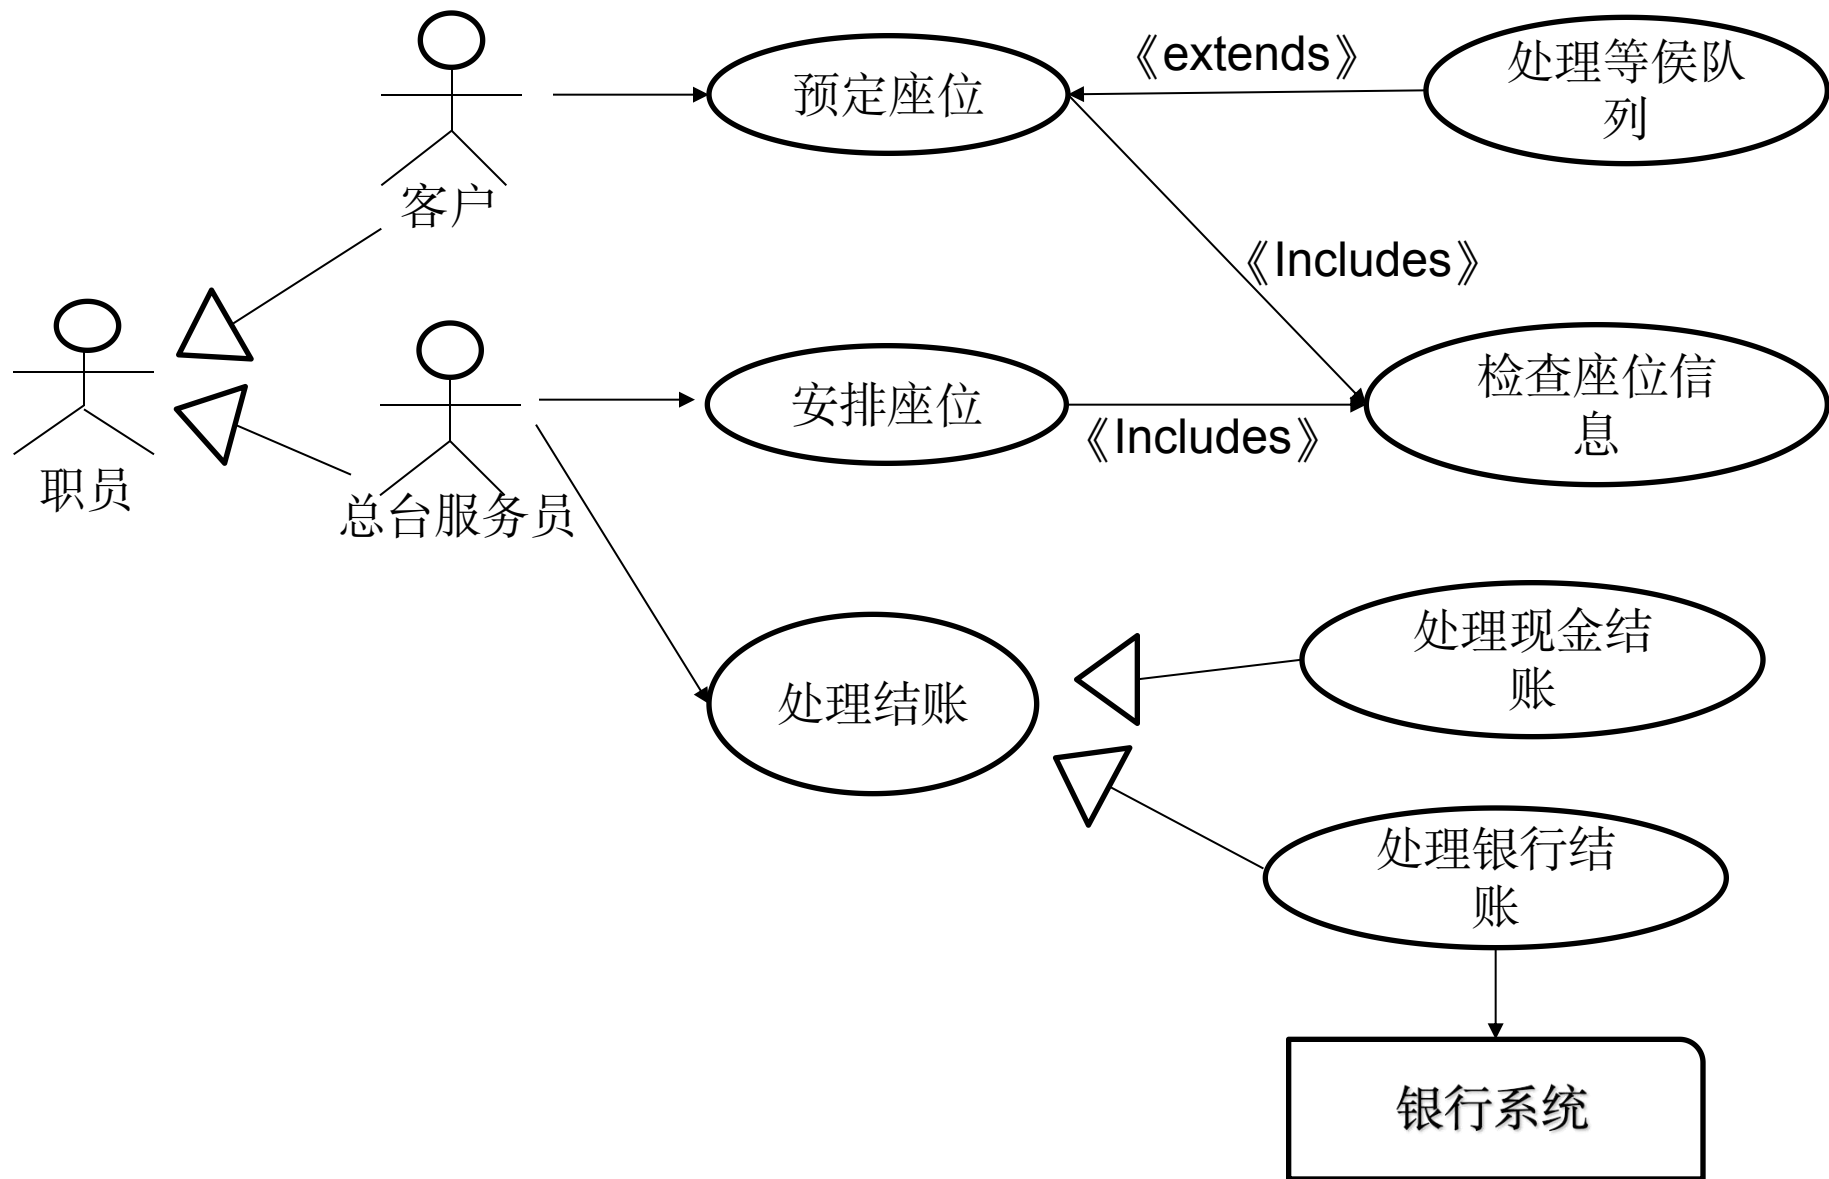 《extends》
处理等侯队
列
预定座位
客户
《Includes》
检查座位信
息
安排座位
《Includes》
职员
总台服务员
处理现金结
账
处理结账
处理银行结
账
银行系统